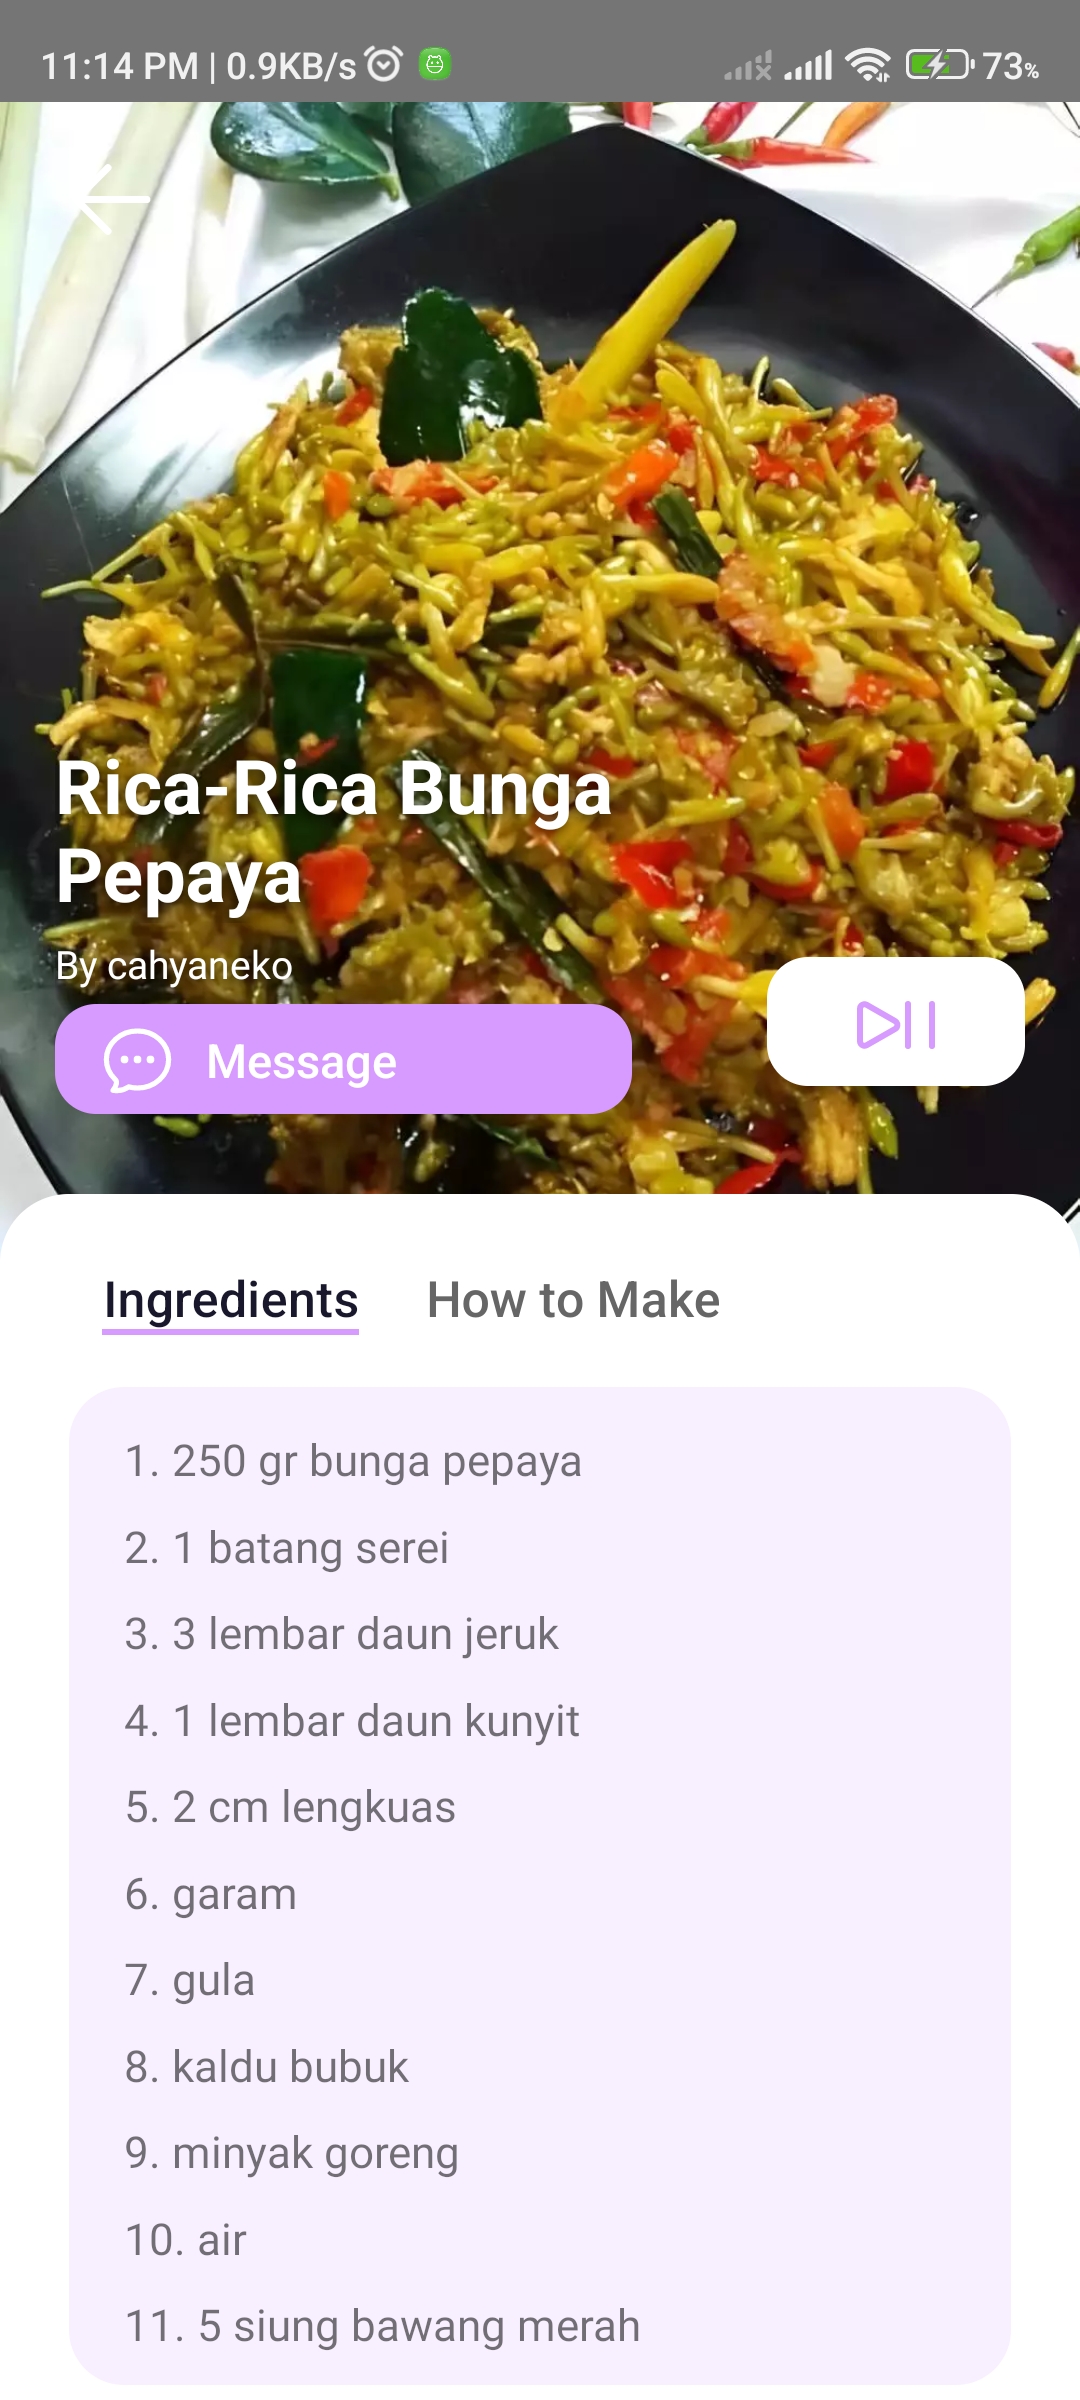 11:14 PM | 0.9KB/s 73%
Rica-Rica Bunga
Pepaya
By cahyaneko
Message
Ingredients How to Make
1. 250 gr bunga pepaya
2. 1 batang serei
3. 3 lembar daun jeruk
4. 1 lembar daun kunyit
5. 2 cm lengkuas
6. garam
7. gula
8. kaldu bubuk
9. minyak goreng
10. air
11. 5 siung bawang merah